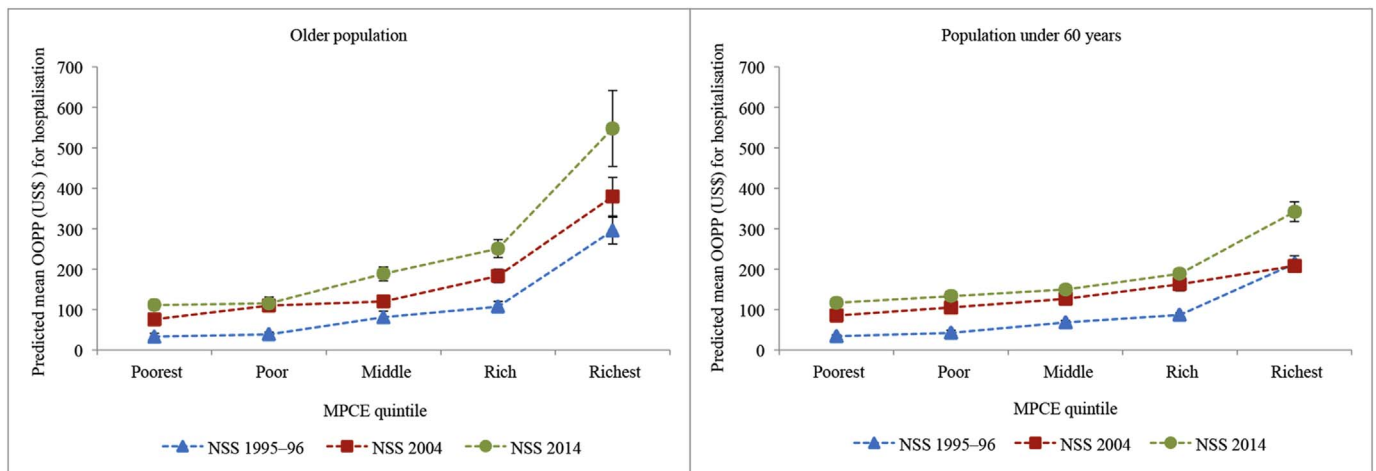 Older population
Predicted mean OOPP (US$ ) for hospitalisation
700
600
500
400
300
200
100
0
Poorest Poor Middle Rich Richest
MPCE quintile
NSS 1995–96 NSS 2004 NSS 2014
Population under 60 years
Predicted mean OOPP (US$) for hospitalisation
700
600
500
400
300
200
100
0
Poorest Poor Middle Rich Richest
MPCE quintile
NSS 1995–96 NSS 2004 NSS 2014